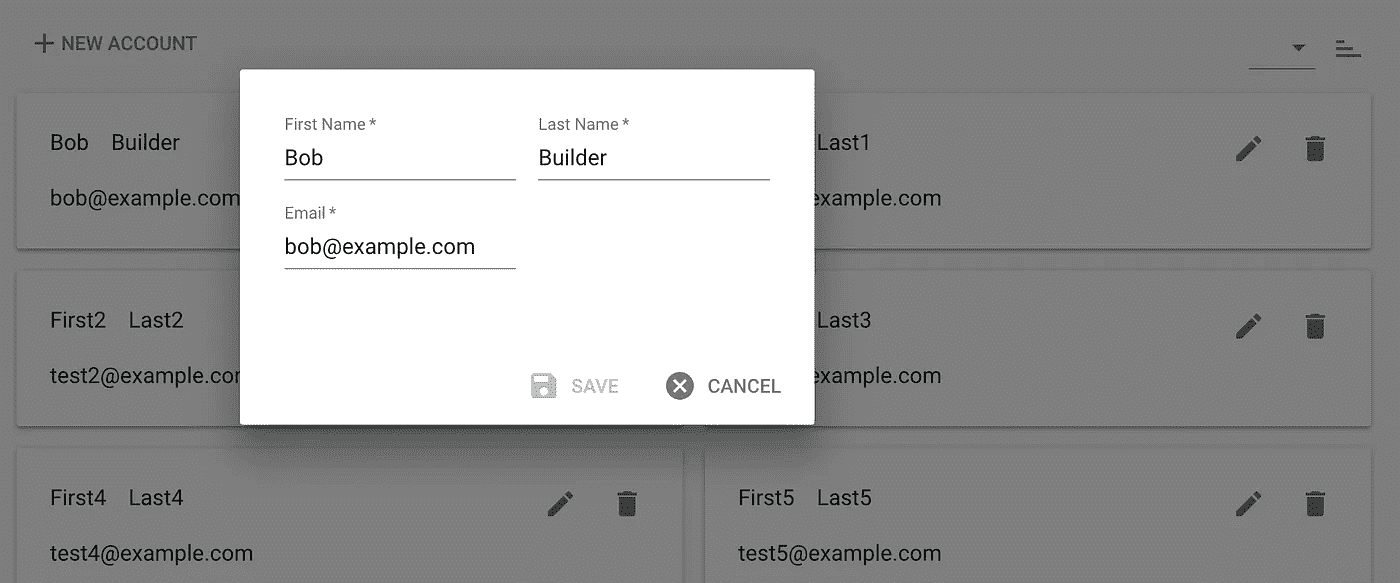 NEW ACCOUNT
First Name *
Last Name *
Bob
Builder
Email *
bob@example.com
SAVE
CANCEL
Bob Builder
bob@example.com
Last1
example.com
First2 Last2
test2@example.com
Last3
example.com
First4 Last4
test4@example.com
First5 Last5
test5@example.com